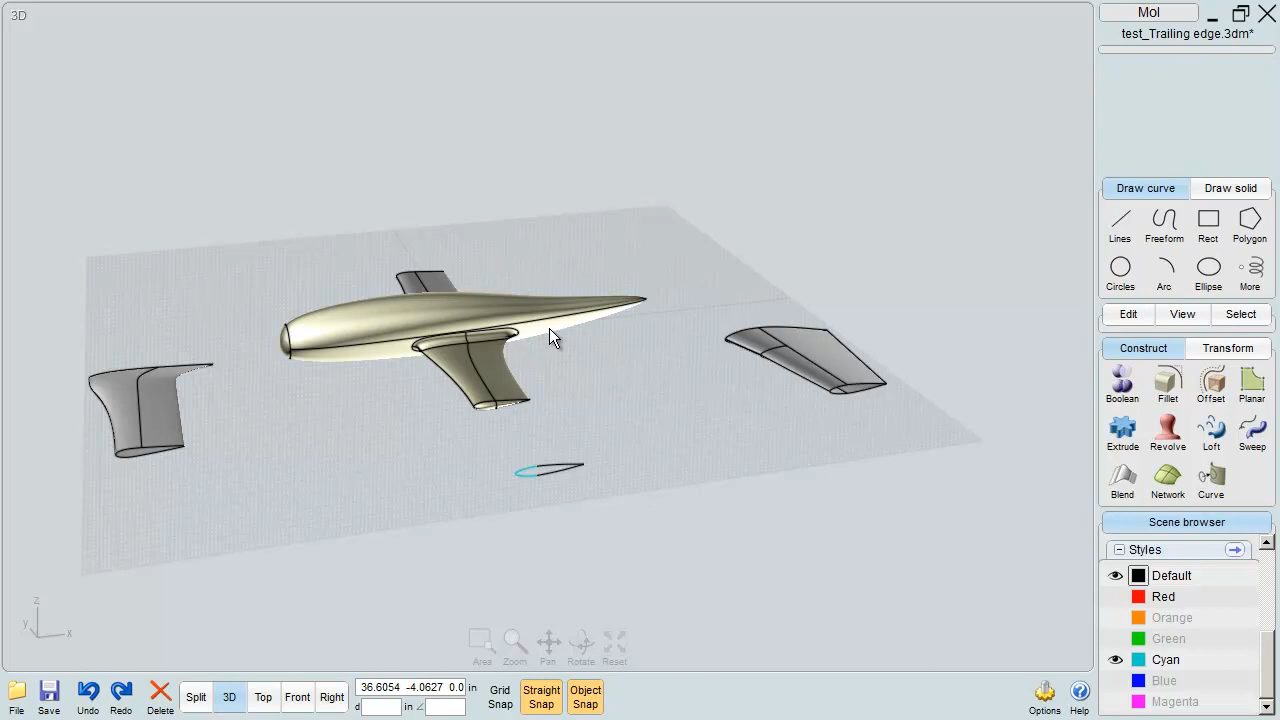 3D
MoI
test_Trailing edge.3dm*
Draw curve Draw solid
Lines Freeform Rect Polygon
Circles Arc Ellipse More
Edit View Select
Construct Transform
Boolean Fillet Offset Planar
Extrude Revolve Loft Sweep
Blend Network Curve
Scene browser
Styles
Default
Red
Orange
Green
Cyan
Blue
Magenta
z
y x
Area Zoom Pan Rotate Reset
File Save Undo Redo Delete Split 3D Top Front Right
36.6054 -4.0627 0.0 in
d in ∠
Grid Snap
Straight Snap
Object Snap
Options Help